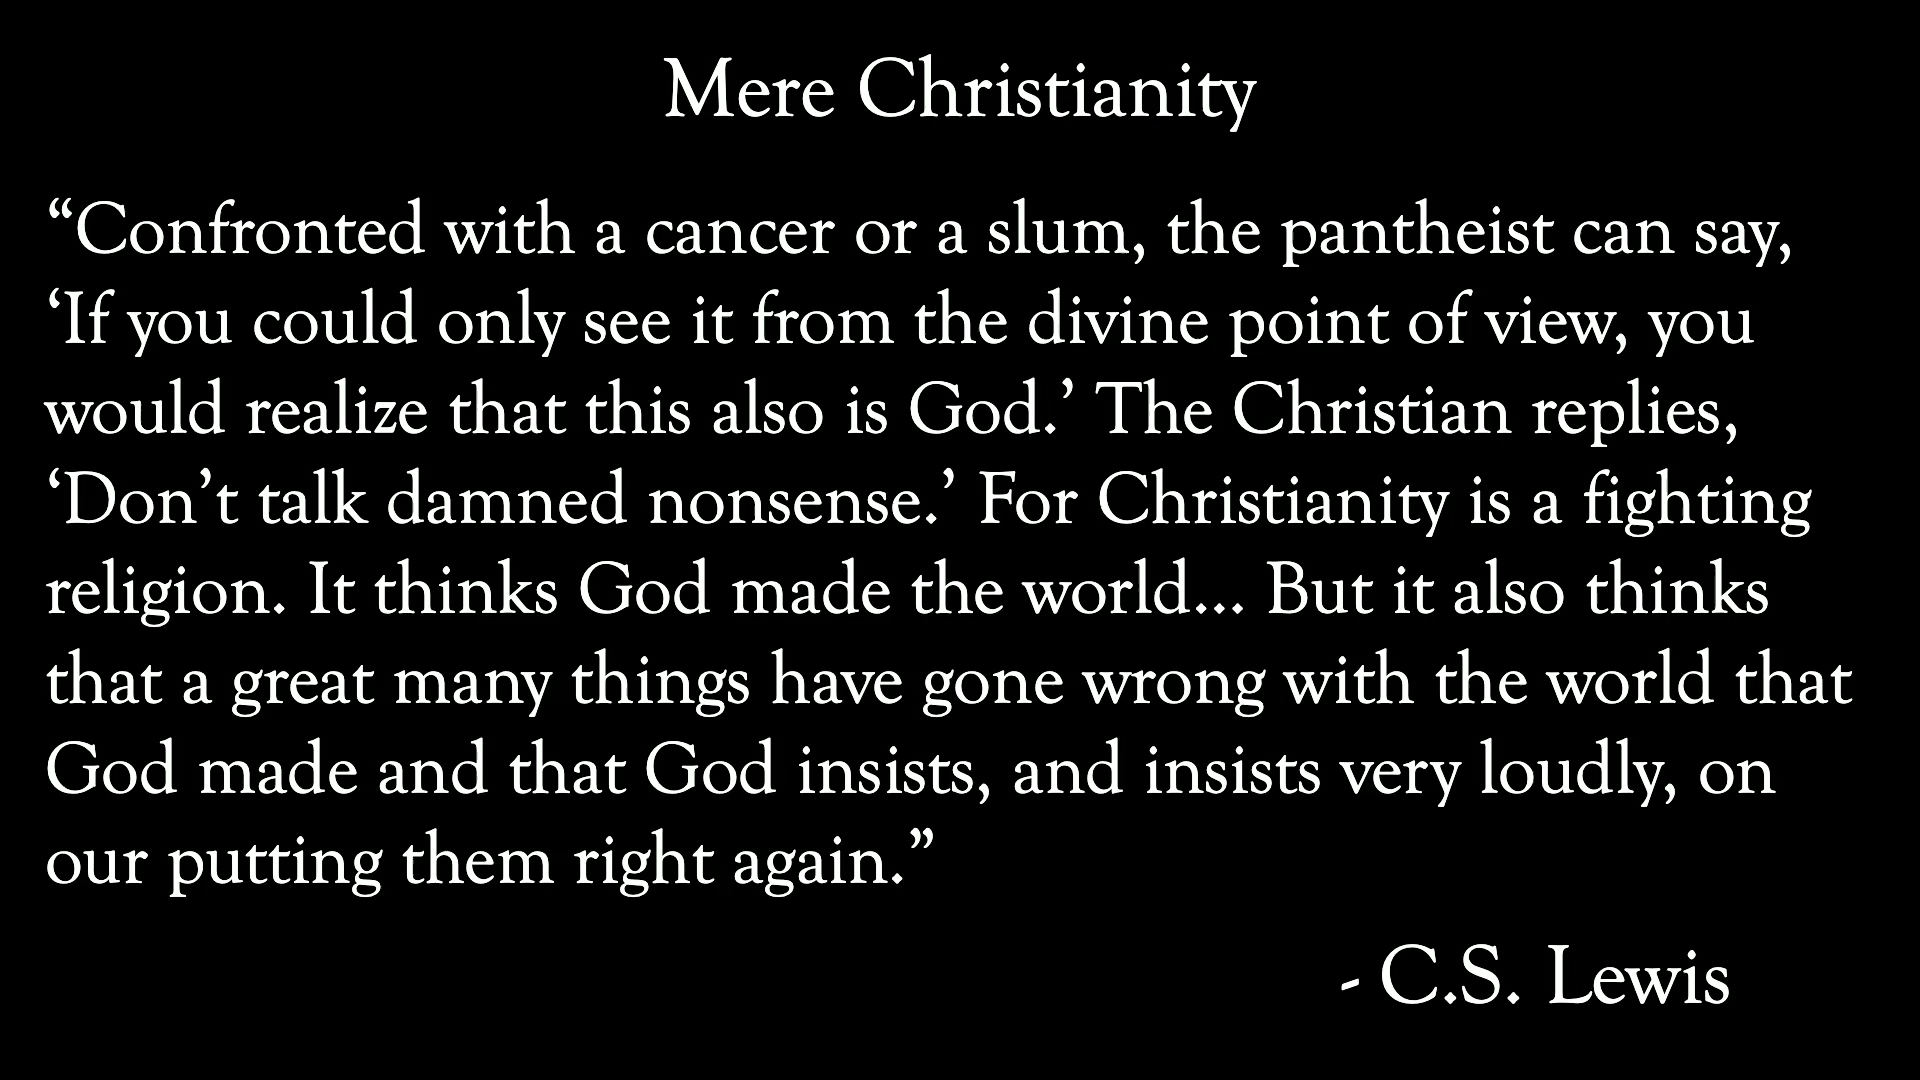 Mere Christianity
“Confronted with a cancer or a slum, the pantheist can say,
‘If you could only see it from the divine point of view, you
would realize that this also is God.’ The Christian replies,
‘Don’t talk damned nonsense.’ For Christianity is a fighting
religion. It thinks God made the world... But it also thinks
that a great many things have gone wrong with the world that
God made and that God insists, and insists very loudly, on
our putting them right again.”
- C.S. Lewis